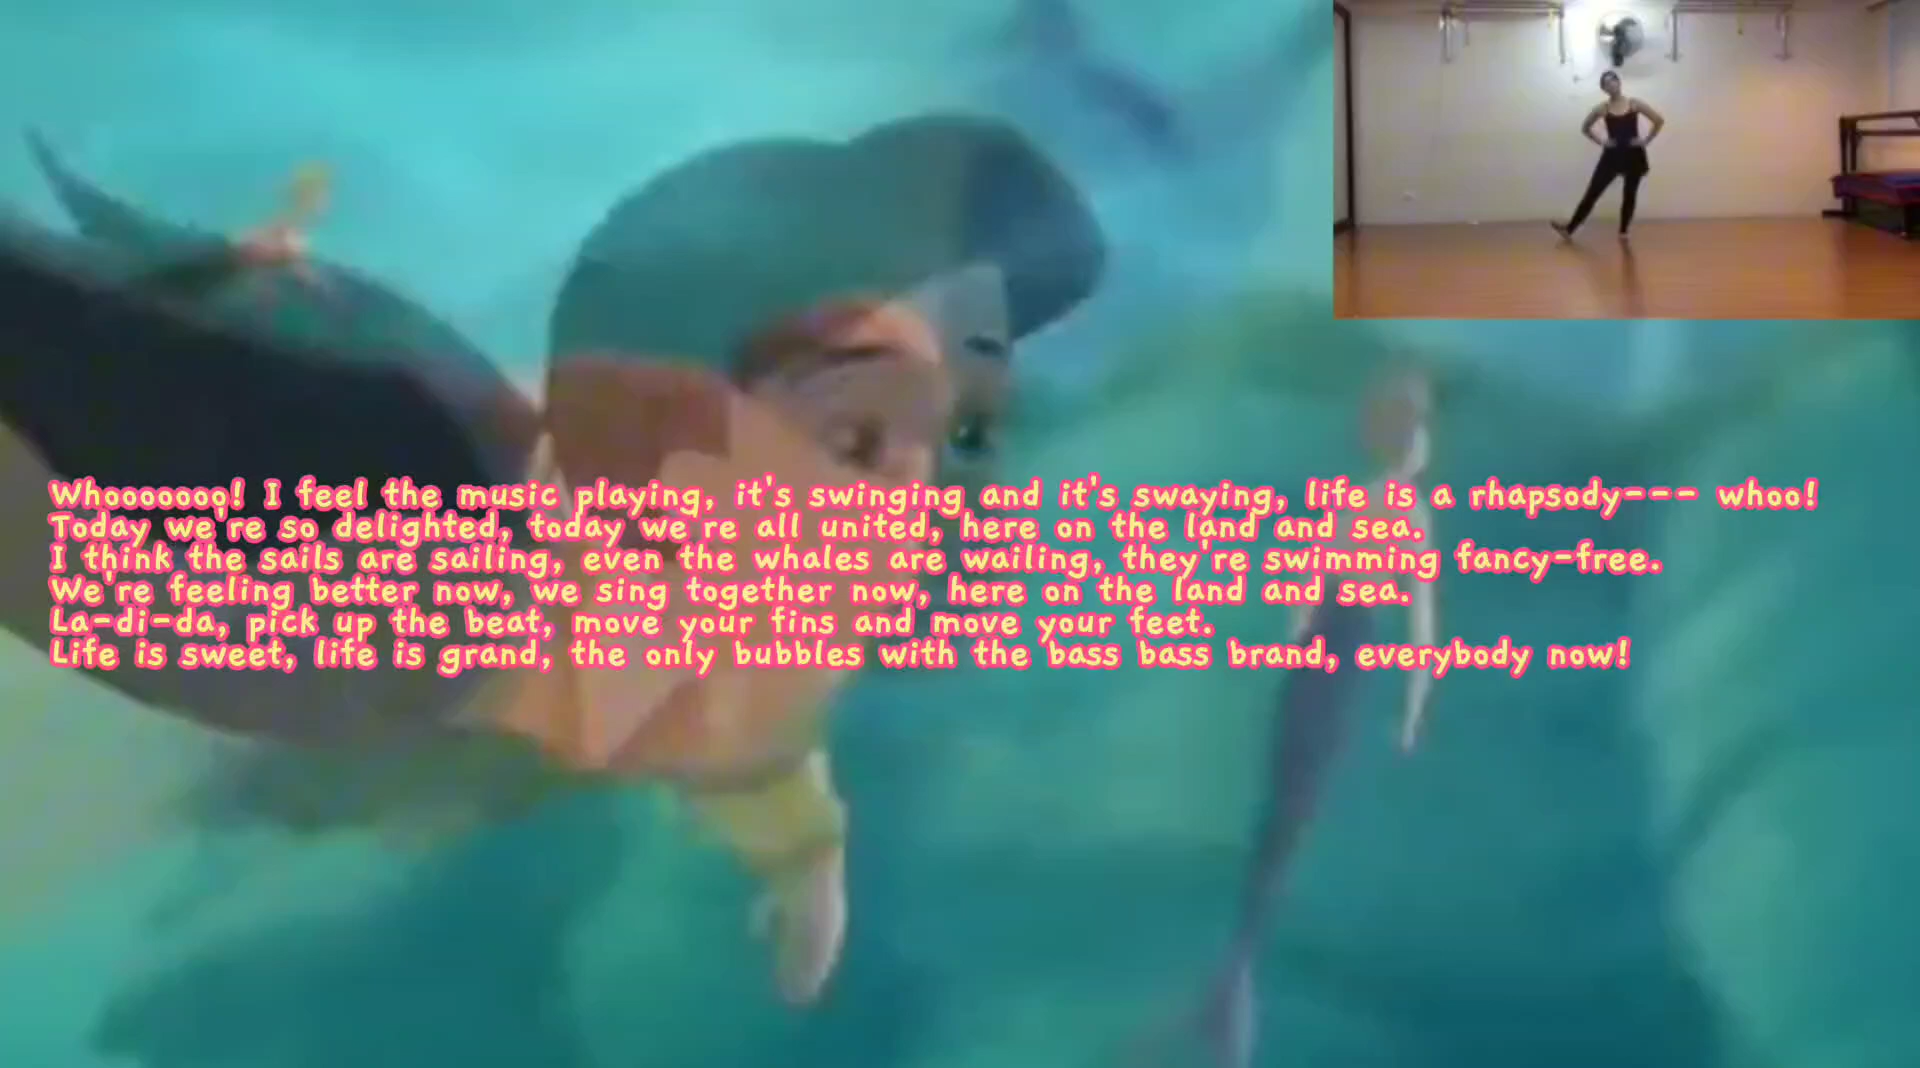 Whooooooo! I feel the music playing, it's swinging and it's swaying, life is a rhapsody--- whoo!
Today we're so delighted, today we're all united, here on the land and sea.
I think the sails are sailing, even the whales are wailing, they're swimming fancy-free.
We're feeling better now, we sing together now, here on the land and sea.
La-di-da, pick up the beat, move your fins and move your feet.
Life is sweet, life is grand, the only bubbles with the bass bass brand, everybody now!